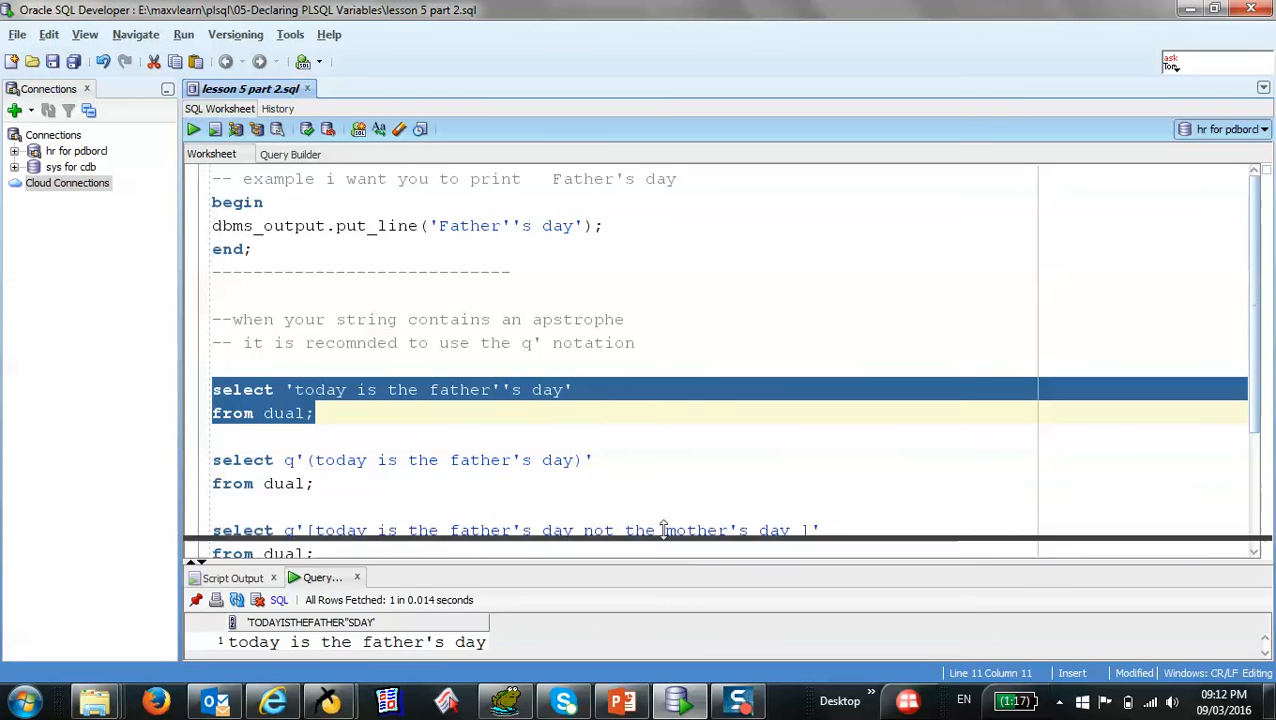 Oracle SQL Developer : E:\maxvlearn\plsql\05-Declaring PLSQL Variables\lesson 5 part 2.sql
File Edit View Navigate Run Versioning Tools Help
ask
Tom
Connections
lesson 5 part 2.sql
SQL Worksheet History
hr for pdborcl
Connections
hr for pdborcl
sys for cdb
Cloud Connections
Worksheet Query Builder
-- example i want you to print Father's day
begin
dbms_output.put_line('Father''s day');
end;
-----------------------------
--when your string contains an apstrophe
-- it is recomnded to use the q' notation
select 'today is the father''s day'
from dual;
select q'(today is the father's day)'
from dual;
select q'[today is the father's day not the mother's day ]'
from dual;
Script Output Query...
SQL All Rows Fetched: 1 in 0.014 seconds
'TODAYISTHEFATHER''SDAY'
1 today is the father's day
Line 11 Column 11 Insert Modified Windows: CR/LF Editing
Desktop » EN (1:17) 09:12 PM
09/03/2016